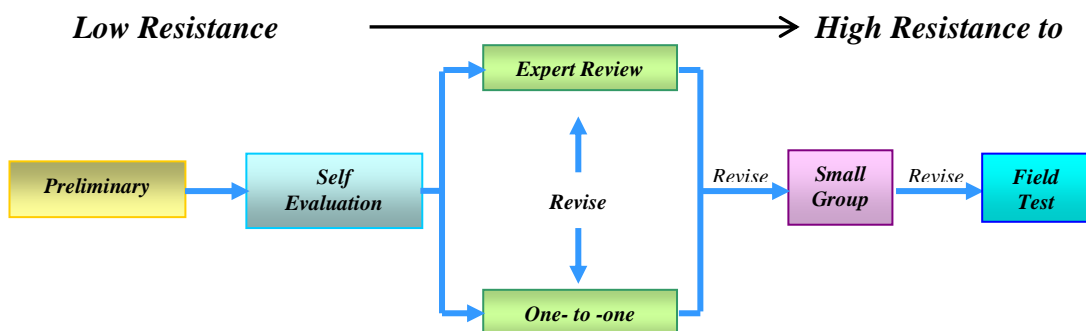 Low Resistance
High Resistance to
Expert Review
Preliminary
Self
Evaluation
Revise
Revise
Small
Group
Revise
Field
Test
One- to -one